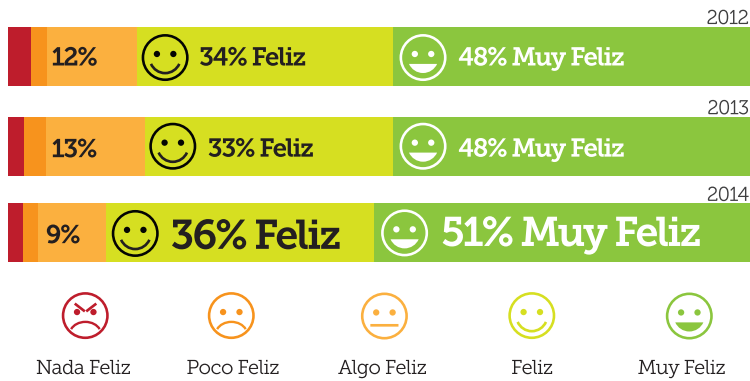 2012
12% 34% Feliz 48% Muy Feliz
2013
13% 33% Feliz 48% Muy Feliz
2014
9% 36% Feliz 51% Muy Feliz
Nada Feliz Poco Feliz Algo Feliz Feliz Muy Feliz